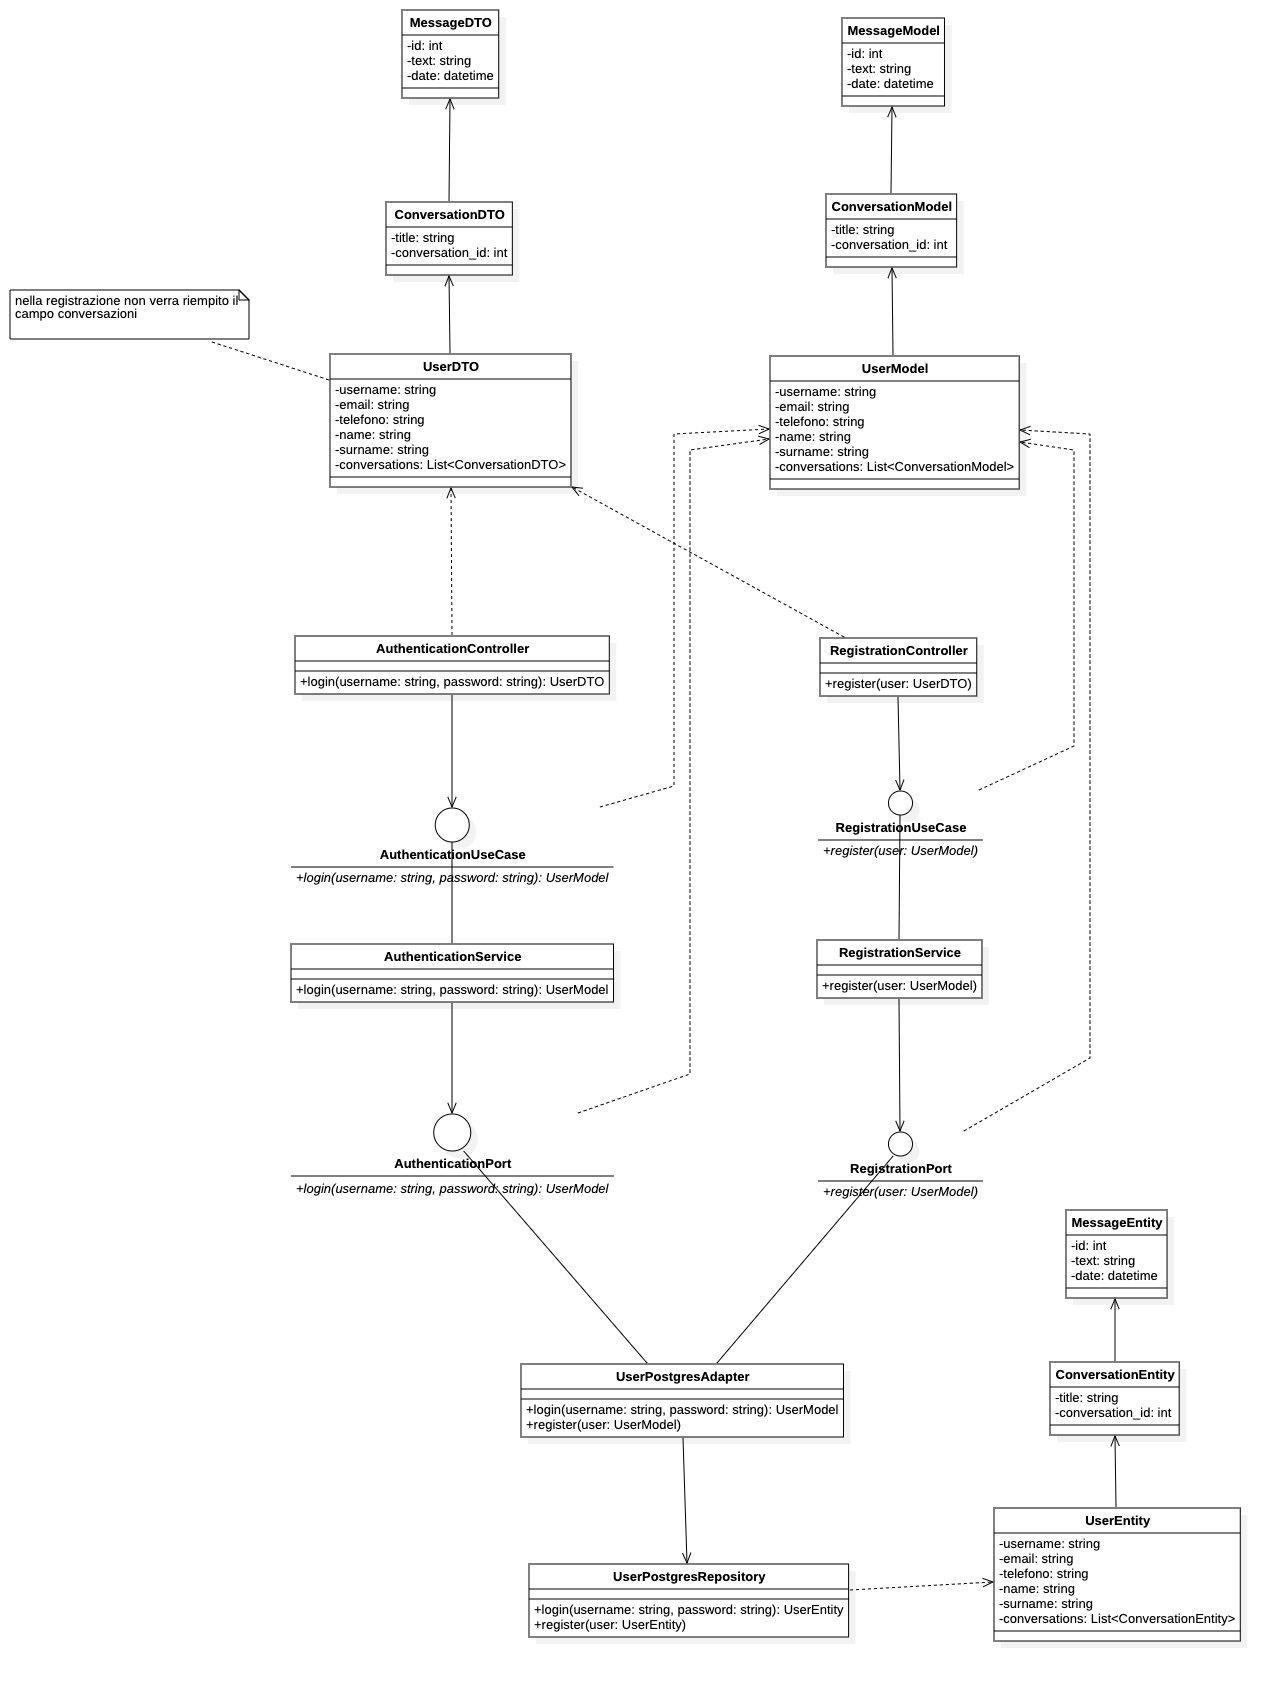 MessageDTO
-id: int
-text: string
-date: datetime
MessageModel
-id: int
-text: string
-date: datetime
ConversationDTO
-title: string
-conversation_id: int
ConversationModel
-title: string
-conversation_id: int
nella registrazione non verra riempito il
campo conversazioni
UserDTO
-username: string
-email: string
-telefono: string
-name: string
-surname: string
-conversations: List<ConversationDTO>
UserModel
-username: string
-email: string
-telefono: string
-name: string
-surname: string
-conversations: List<ConversationModel>
AuthenticationController
+login(username: string, password: string): UserDTO
RegistrationController
+register(user: UserDTO)
AuthenticationUseCase
+login(username: string, password: string): UserModel
RegistrationUseCase
+register(user: UserModel)
AuthenticationService
+login(username: string, password: string): UserModel
RegistrationService
+register(user: UserModel)
AuthenticationPort
+login(username: string, password: string): UserModel
RegistrationPort
+register(user: UserModel)
MessageEntity
-id: int
-text: string
-date: datetime
UserPostgresAdapter
+login(username: string, password: string): UserModel
+register(user: UserModel)
ConversationEntity
-title: string
-conversation_id: int
UserPostgresRepository
+login(username: string, password: string): UserEntity
+register(user: UserEntity)
UserEntity
-username: string
-email: string
-telefono: string
-name: string
-surname: string
-conversations: List<ConversationEntity>